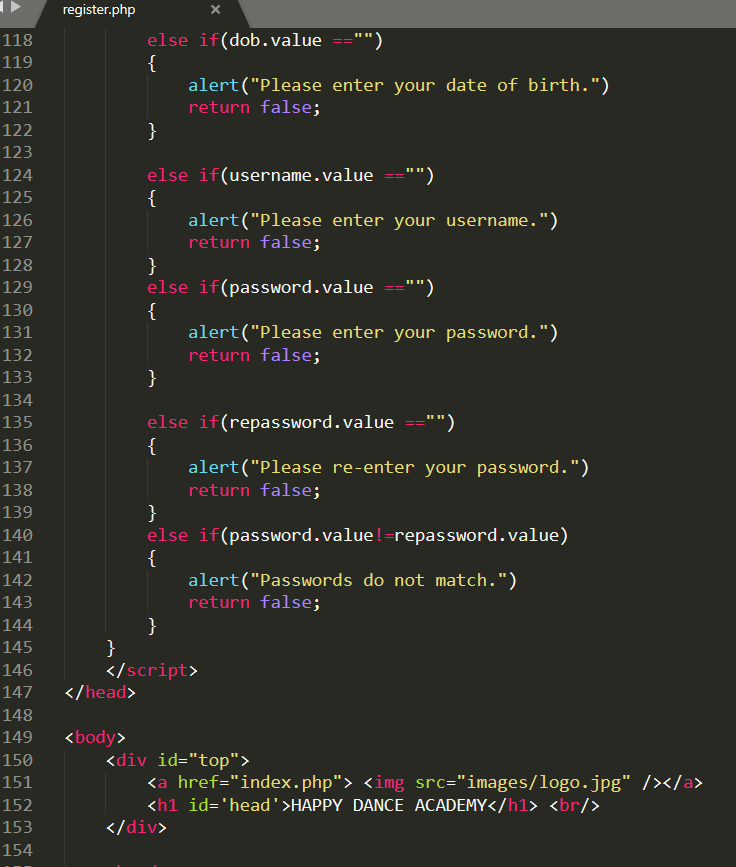 register.php ×
118 else if(dob.value =="")
119 {
120 alert("Please enter your date of birth.")
121 return false;
122 }
123
124 else if(username.value =="")
125 {
126 alert("Please enter your username.")
127 return false;
128 }
129 else if(password.value =="")
130 {
131 alert("Please enter your password.")
132 return false;
133 }
134
135 else if(repassword.value =="")
136 {
137 alert("Please re-enter your password.")
138 return false;
139 }
140 else if(password.value!=repassword.value)
141 {
142 alert("Passwords do not match.")
143 return false;
144 }
145 }
146 </script>
147 </head>
148
149 <body>
150 <div id="top">
151 <a href="index.php"> <img src="images/logo.jpg" /></a>
152 <h1 id='head'>HAPPY DANCE ACADEMY</h1> <br/>
153 </div>
154